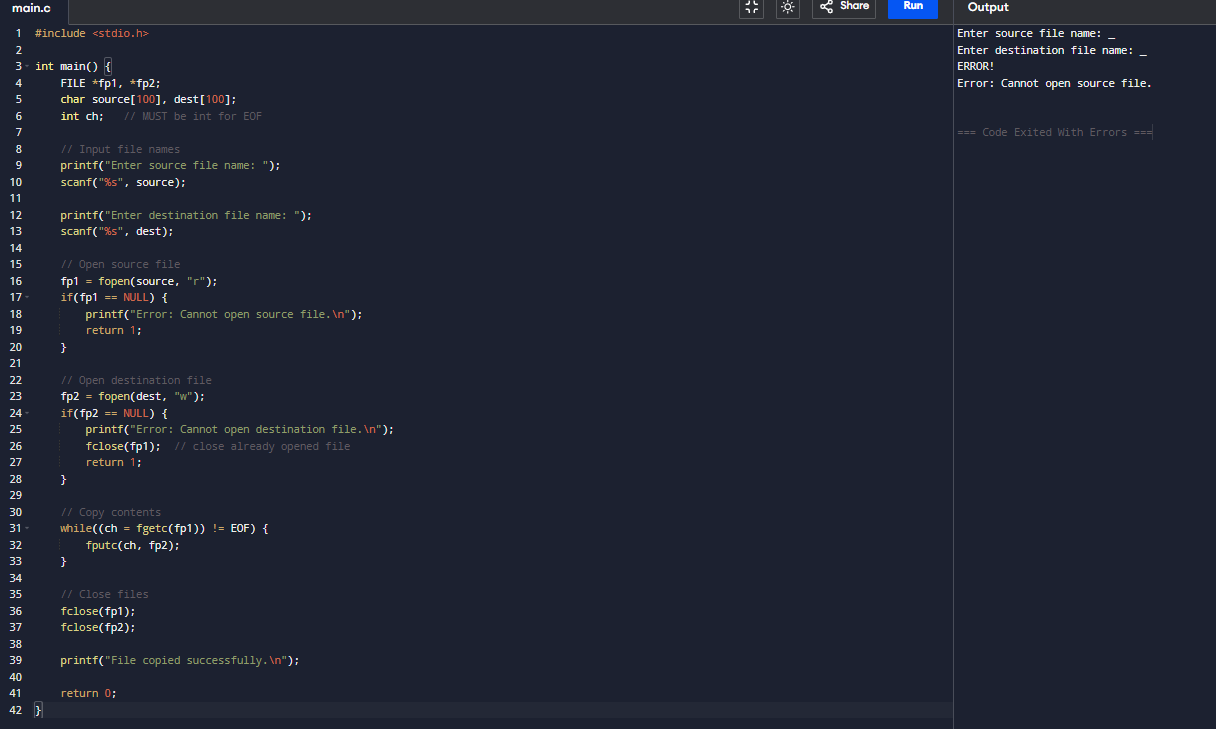 main.c
Share
Run
Output
1 #include <stdio.h>
2
3 int main() {
4     FILE *fp1, *fp2;
5     char source[100], dest[100];
6     int ch;   // MUST be int for EOF
7
8     // Input file names
9     printf("Enter source file name: ");
10     scanf("%s", source);
11
12     printf("Enter destination file name: ");
13     scanf("%s", dest);
14
15     // Open source file
16     fp1 = fopen(source, "r");
17     if(fp1 == NULL) {
18         printf("Error: Cannot open source file.\n");
19         return 1;
20     }
21
22     // Open destination file
23     fp2 = fopen(dest, "w");
24     if(fp2 == NULL) {
25         printf("Error: Cannot open destination file.\n");
26         fclose(fp1);  // close already opened file
27         return 1;
28     }
29
30     // Copy contents
31     while((ch = fgetc(fp1)) != EOF) {
32         fputc(ch, fp2);
33     }
34
35     // Close files
36     fclose(fp1);
37     fclose(fp2);
38
39     printf("File copied successfully.\n");
40
41     return 0;
42 }
Enter source file name: _
Enter destination file name: _
ERROR!
Error: Cannot open source file.
=== Code Exited With Errors ===